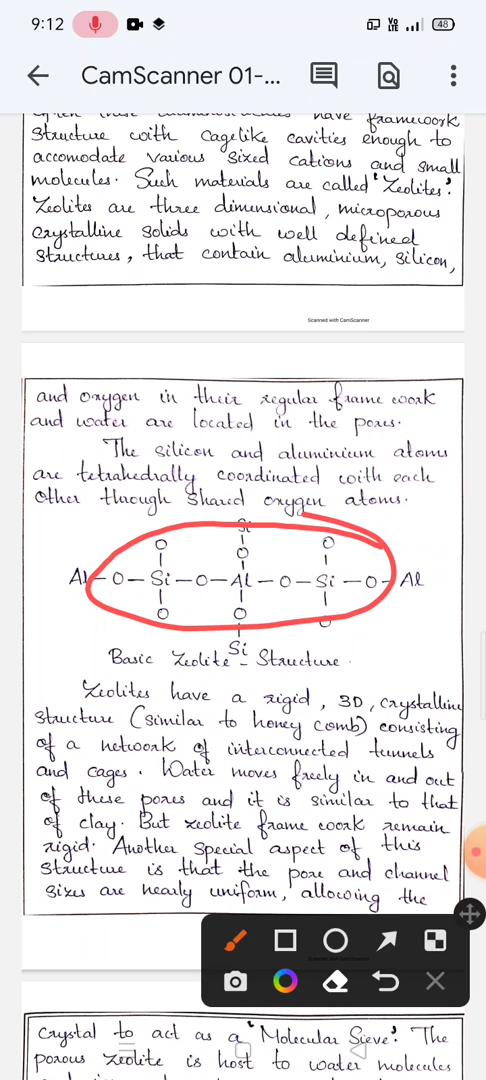 9:12
Vo
LTE
48
CamScanner 01-...
have framework
structure with cagelike cavities enough to
accomodate various sized cations and small
molecules. Such materials are called 'Zeolites'.
Zeolites are three dimensional, microporous
crystalline solids with well defined
structures, that contain aluminium, silicon,
Scanned with CamScanner
and oxygen in their regular frame work
and water are located in the pores.
The silicon and aluminium atoms
are tetrahedrally coordinated with each
other through shared oxygen atoms.
Si
O O O
Al-O-Si-O-Al-O-Si-O-Al
O O O
Si
Basic Zeolite - Structure.
Zeolites have a rigid, 3D, crystalline
structure (similar to honey comb) consisting
of a network of interconnected tunnels
and cages. Water moves freely in and out
of these pores and it is similar to that
of clay. But zeolite frame work remain
rigid. Another special aspect of this
structure is that the pore and channel
sizes are nearly uniform, allowing the
crystal to act as a "Molecular Sieve". The
porous zeolite is host to water molecules